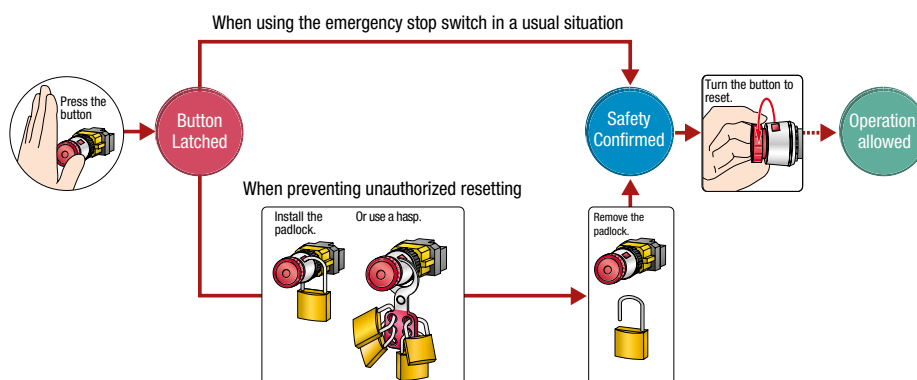 When using the emergency stop switch in a usual situation
Press the
button
Button
Latched
Safety
Confirmed
Turn the button to
reset.
Operation
allowed
When preventing unauthorized resetting
Install the
padlock.
Or use a hasp.
Remove the
padlock.